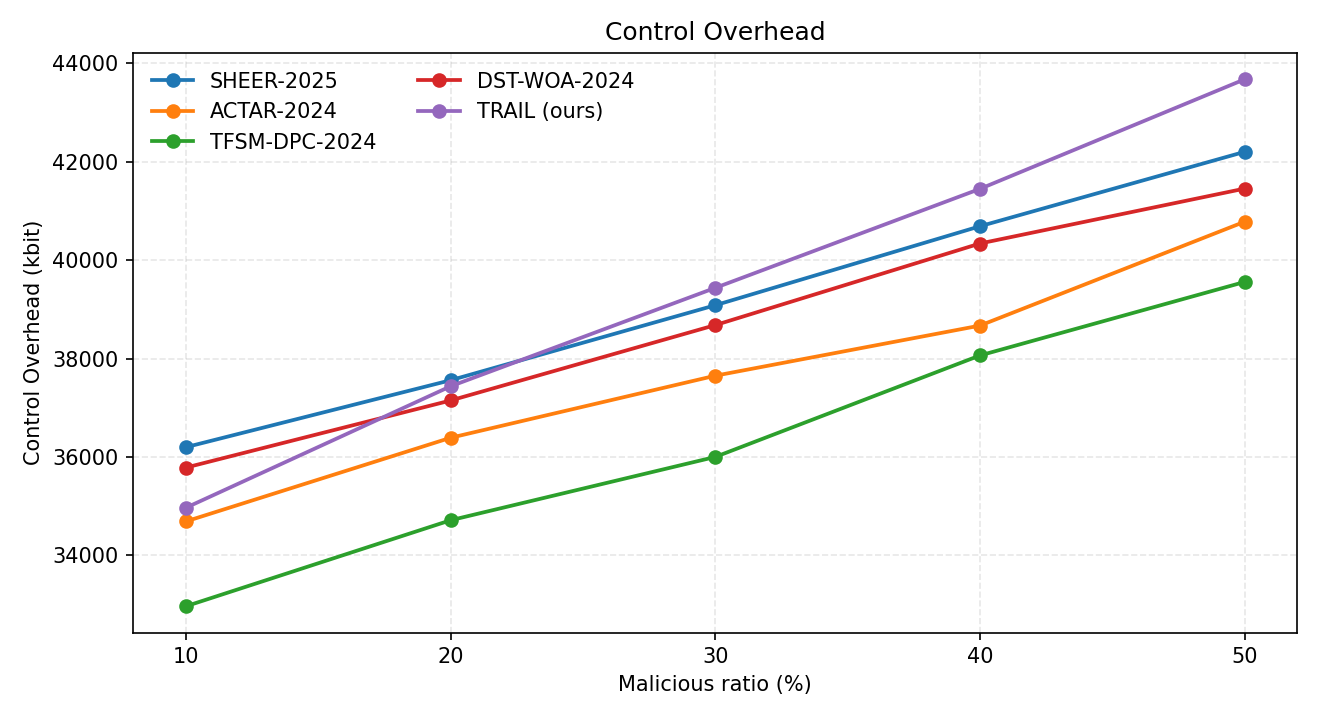 Control Overhead
SHEER-2025
ACTAR-2024
TFSM-DPC-2024
DST-WOA-2024
TRAIL (ours)
Control Overhead (kbit)
44000
42000
40000
38000
36000
34000
10 20 30 40 50
Malicious ratio (%)